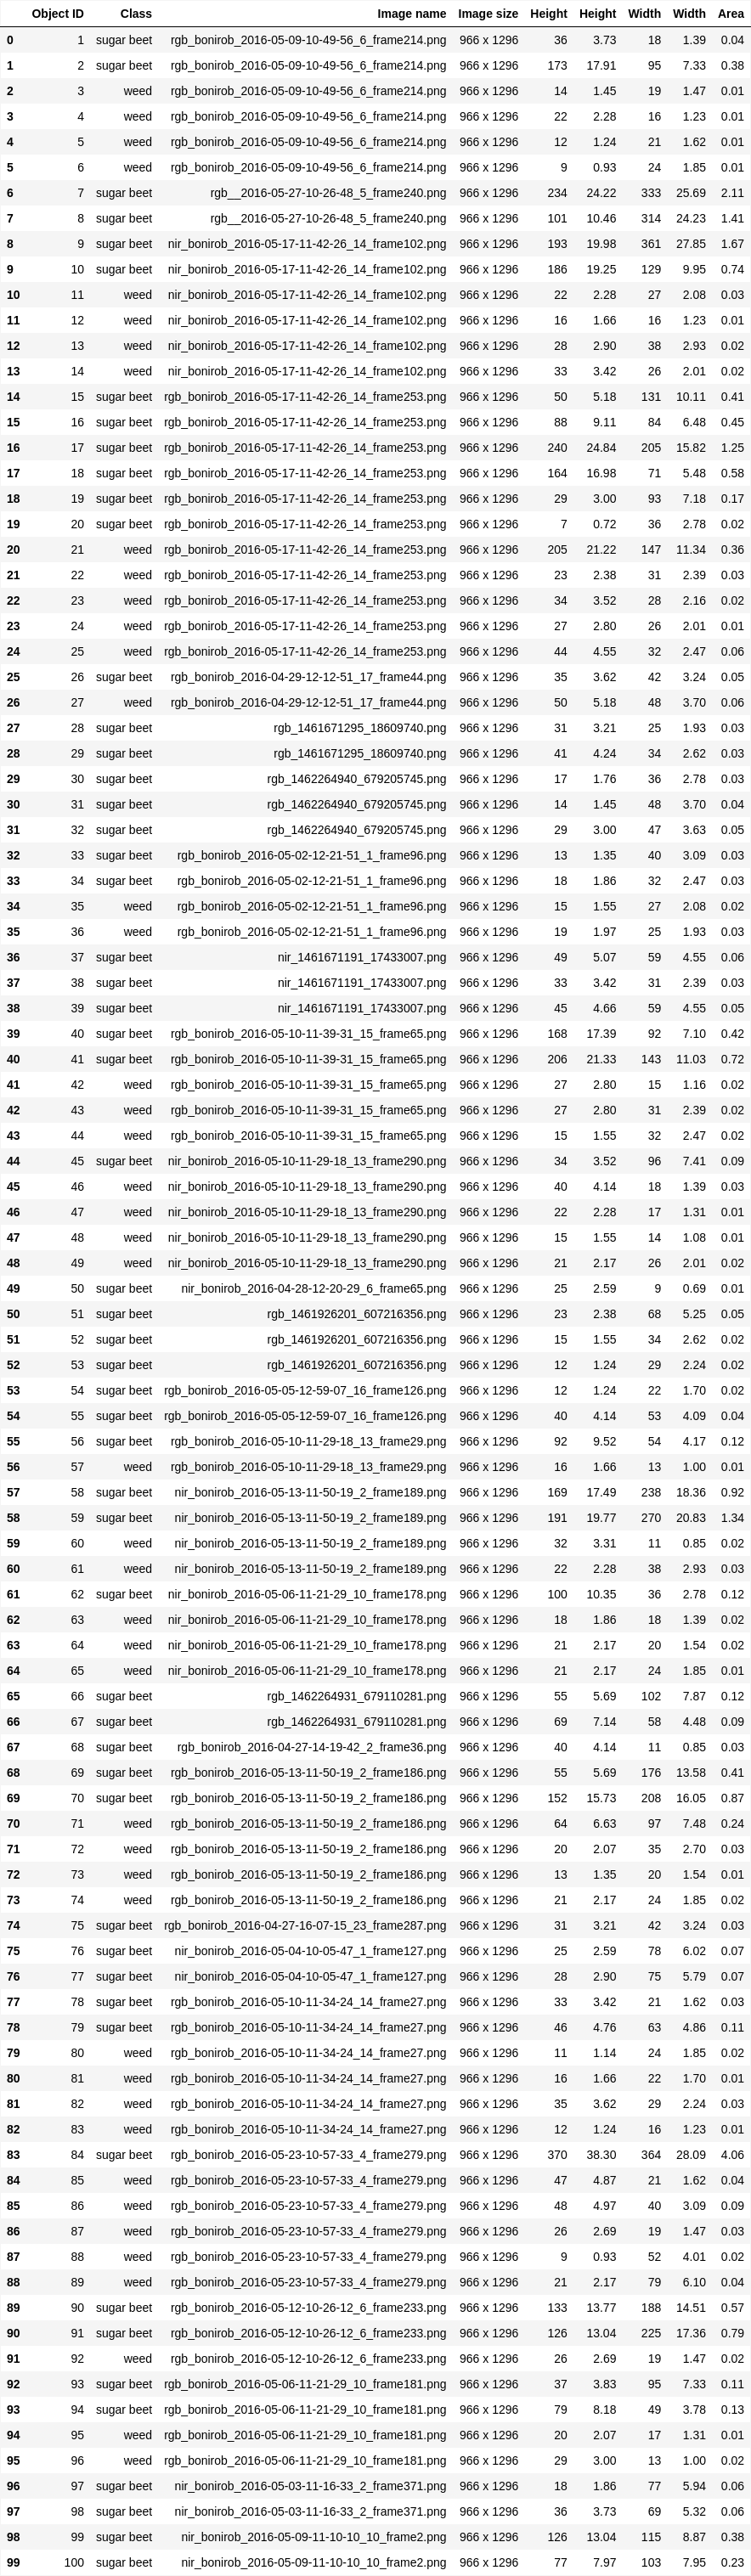 Object ID Class Image name Image size Height Height Width Width Area
0 1 sugar beet rgb_bonirob_2016-05-09-10-49-56_6_frame214.png 966 x 1296 36 3.73 18 1.39 0.04
1 2 sugar beet rgb_bonirob_2016-05-09-10-49-56_6_frame214.png 966 x 1296 173 17.91 95 7.33 0.38
2 3 weed rgb_bonirob_2016-05-09-10-49-56_6_frame214.png 966 x 1296 14 1.45 19 1.47 0.01
3 4 weed rgb_bonirob_2016-05-09-10-49-56_6_frame214.png 966 x 1296 22 2.28 16 1.23 0.01
4 5 weed rgb_bonirob_2016-05-09-10-49-56_6_frame214.png 966 x 1296 12 1.24 21 1.62 0.01
5 6 weed rgb_bonirob_2016-05-09-10-49-56_6_frame214.png 966 x 1296 9 0.93 24 1.85 0.01
6 7 sugar beet rgb__2016-05-27-10-26-48_5_frame240.png 966 x 1296 234 24.22 333 25.69 2.11
7 8 sugar beet rgb__2016-05-27-10-26-48_5_frame240.png 966 x 1296 101 10.46 314 24.23 1.41
8 9 sugar beet nir_bonirob_2016-05-17-11-42-26_14_frame102.png 966 x 1296 193 19.98 361 27.85 1.67
9 10 sugar beet nir_bonirob_2016-05-17-11-42-26_14_frame102.png 966 x 1296 186 19.25 129 9.95 0.74
10 11 weed nir_bonirob_2016-05-17-11-42-26_14_frame102.png 966 x 1296 22 2.28 27 2.08 0.03
11 12 weed nir_bonirob_2016-05-17-11-42-26_14_frame102.png 966 x 1296 16 1.66 16 1.23 0.01
12 13 weed nir_bonirob_2016-05-17-11-42-26_14_frame102.png 966 x 1296 28 2.90 38 2.93 0.02
13 14 weed nir_bonirob_2016-05-17-11-42-26_14_frame102.png 966 x 1296 33 3.42 26 2.01 0.02
14 15 sugar beet rgb_bonirob_2016-05-17-11-42-26_14_frame253.png 966 x 1296 50 5.18 131 10.11 0.41
15 16 sugar beet rgb_bonirob_2016-05-17-11-42-26_14_frame253.png 966 x 1296 88 9.11 84 6.48 0.45
16 17 sugar beet rgb_bonirob_2016-05-17-11-42-26_14_frame253.png 966 x 1296 240 24.84 205 15.82 1.25
17 18 sugar beet rgb_bonirob_2016-05-17-11-42-26_14_frame253.png 966 x 1296 164 16.98 71 5.48 0.58
18 19 sugar beet rgb_bonirob_2016-05-17-11-42-26_14_frame253.png 966 x 1296 29 3.00 93 7.18 0.17
19 20 sugar beet rgb_bonirob_2016-05-17-11-42-26_14_frame253.png 966 x 1296 7 0.72 36 2.78 0.02
20 21 weed rgb_bonirob_2016-05-17-11-42-26_14_frame253.png 966 x 1296 205 21.22 147 11.34 0.36
21 22 weed rgb_bonirob_2016-05-17-11-42-26_14_frame253.png 966 x 1296 23 2.38 31 2.39 0.03
22 23 weed rgb_bonirob_2016-05-17-11-42-26_14_frame253.png 966 x 1296 34 3.52 28 2.16 0.02
23 24 weed rgb_bonirob_2016-05-17-11-42-26_14_frame253.png 966 x 1296 27 2.80 26 2.01 0.01
24 25 weed rgb_bonirob_2016-05-17-11-42-26_14_frame253.png 966 x 1296 44 4.55 32 2.47 0.06
25 26 sugar beet rgb_bonirob_2016-04-29-12-12-51_17_frame44.png 966 x 1296 35 3.62 42 3.24 0.05
26 27 weed rgb_bonirob_2016-04-29-12-12-51_17_frame44.png 966 x 1296 50 5.18 48 3.70 0.06
27 28 sugar beet rgb_1461671295_18609740.png 966 x 1296 31 3.21 25 1.93 0.03
28 29 sugar beet rgb_1461671295_18609740.png 966 x 1296 41 4.24 34 2.62 0.03
29 30 sugar beet rgb_1462264940_679205745.png 966 x 1296 17 1.76 36 2.78 0.03
30 31 sugar beet rgb_1462264940_679205745.png 966 x 1296 14 1.45 48 3.70 0.04
31 32 sugar beet rgb_1462264940_679205745.png 966 x 1296 29 3.00 47 3.63 0.05
32 33 sugar beet rgb_bonirob_2016-05-02-12-21-51_1_frame96.png 966 x 1296 13 1.35 40 3.09 0.03
33 34 sugar beet rgb_bonirob_2016-05-02-12-21-51_1_frame96.png 966 x 1296 18 1.86 32 2.47 0.03
34 35 weed rgb_bonirob_2016-05-02-12-21-51_1_frame96.png 966 x 1296 15 1.55 27 2.08 0.02
35 36 weed rgb_bonirob_2016-05-02-12-21-51_1_frame96.png 966 x 1296 19 1.97 25 1.93 0.03
36 37 sugar beet nir_1461671191_17433007.png 966 x 1296 49 5.07 59 4.55 0.06
37 38 sugar beet nir_1461671191_17433007.png 966 x 1296 33 3.42 31 2.39 0.03
38 39 sugar beet nir_1461671191_17433007.png 966 x 1296 45 4.66 59 4.55 0.05
39 40 sugar beet rgb_bonirob_2016-05-10-11-39-31_15_frame65.png 966 x 1296 168 17.39 92 7.10 0.42
40 41 sugar beet rgb_bonirob_2016-05-10-11-39-31_15_frame65.png 966 x 1296 206 21.33 143 11.03 0.72
41 42 weed rgb_bonirob_2016-05-10-11-39-31_15_frame65.png 966 x 1296 27 2.80 15 1.16 0.02
42 43 weed rgb_bonirob_2016-05-10-11-39-31_15_frame65.png 966 x 1296 27 2.80 31 2.39 0.02
43 44 weed rgb_bonirob_2016-05-10-11-39-31_15_frame65.png 966 x 1296 15 1.55 32 2.47 0.02
44 45 sugar beet nir_bonirob_2016-05-10-11-29-18_13_frame290.png 966 x 1296 34 3.52 96 7.41 0.09
45 46 weed nir_bonirob_2016-05-10-11-29-18_13_frame290.png 966 x 1296 40 4.14 18 1.39 0.03
46 47 weed nir_bonirob_2016-05-10-11-29-18_13_frame290.png 966 x 1296 22 2.28 17 1.31 0.01
47 48 weed nir_bonirob_2016-05-10-11-29-18_13_frame290.png 966 x 1296 15 1.55 14 1.08 0.01
48 49 weed nir_bonirob_2016-05-10-11-29-18_13_frame290.png 966 x 1296 21 2.17 26 2.01 0.02
49 50 sugar beet nir_bonirob_2016-04-28-12-20-29_6_frame65.png 966 x 1296 25 2.59 9 0.69 0.01
50 51 sugar beet rgb_1461926201_607216356.png 966 x 1296 23 2.38 68 5.25 0.05
51 52 sugar beet rgb_1461926201_607216356.png 966 x 1296 15 1.55 34 2.62 0.02
52 53 sugar beet rgb_1461926201_607216356.png 966 x 1296 12 1.24 29 2.24 0.02
53 54 sugar beet rgb_bonirob_2016-05-05-12-59-07_16_frame126.png 966 x 1296 12 1.24 22 1.70 0.02
54 55 sugar beet rgb_bonirob_2016-05-05-12-59-07_16_frame126.png 966 x 1296 40 4.14 53 4.09 0.04
55 56 sugar beet rgb_bonirob_2016-05-10-11-29-18_13_frame29.png 966 x 1296 92 9.52 54 4.17 0.12
56 57 weed rgb_bonirob_2016-05-10-11-29-18_13_frame29.png 966 x 1296 16 1.66 13 1.00 0.01
57 58 sugar beet nir_bonirob_2016-05-13-11-50-19_2_frame189.png 966 x 1296 169 17.49 238 18.36 0.92
58 59 sugar beet nir_bonirob_2016-05-13-11-50-19_2_frame189.png 966 x 1296 191 19.77 270 20.83 1.34
59 60 weed nir_bonirob_2016-05-13-11-50-19_2_frame189.png 966 x 1296 32 3.31 11 0.85 0.02
60 61 weed nir_bonirob_2016-05-13-11-50-19_2_frame189.png 966 x 1296 22 2.28 38 2.93 0.03
61 62 sugar beet nir_bonirob_2016-05-06-11-21-29_10_frame178.png 966 x 1296 100 10.35 36 2.78 0.12
62 63 weed nir_bonirob_2016-05-06-11-21-29_10_frame178.png 966 x 1296 18 1.86 18 1.39 0.02
63 64 weed nir_bonirob_2016-05-06-11-21-29_10_frame178.png 966 x 1296 21 2.17 20 1.54 0.02
64 65 weed nir_bonirob_2016-05-06-11-21-29_10_frame178.png 966 x 1296 21 2.17 24 1.85 0.01
65 66 sugar beet rgb_1462264931_679110281.png 966 x 1296 55 5.69 102 7.87 0.12
66 67 sugar beet rgb_1462264931_679110281.png 966 x 1296 69 7.14 58 4.48 0.09
67 68 sugar beet rgb_bonirob_2016-04-27-14-19-42_2_frame36.png 966 x 1296 40 4.14 11 0.85 0.03
68 69 sugar beet rgb_bonirob_2016-05-13-11-50-19_2_frame186.png 966 x 1296 55 5.69 176 13.58 0.41
69 70 sugar beet rgb_bonirob_2016-05-13-11-50-19_2_frame186.png 966 x 1296 152 15.73 208 16.05 0.87
70 71 weed rgb_bonirob_2016-05-13-11-50-19_2_frame186.png 966 x 1296 64 6.63 97 7.48 0.24
71 72 weed rgb_bonirob_2016-05-13-11-50-19_2_frame186.png 966 x 1296 20 2.07 35 2.70 0.03
72 73 weed rgb_bonirob_2016-05-13-11-50-19_2_frame186.png 966 x 1296 13 1.35 20 1.54 0.01
73 74 weed rgb_bonirob_2016-05-13-11-50-19_2_frame186.png 966 x 1296 21 2.17 24 1.85 0.02
74 75 sugar beet rgb_bonirob_2016-04-27-16-07-15_23_frame287.png 966 x 1296 31 3.21 42 3.24 0.03
75 76 sugar beet nir_bonirob_2016-05-04-10-05-47_1_frame127.png 966 x 1296 25 2.59 78 6.02 0.07
76 77 sugar beet nir_bonirob_2016-05-04-10-05-47_1_frame127.png 966 x 1296 28 2.90 75 5.79 0.07
77 78 sugar beet rgb_bonirob_2016-05-10-11-34-24_14_frame27.png 966 x 1296 33 3.42 21 1.62 0.03
78 79 sugar beet rgb_bonirob_2016-05-10-11-34-24_14_frame27.png 966 x 1296 46 4.76 63 4.86 0.11
79 80 weed rgb_bonirob_2016-05-10-11-34-24_14_frame27.png 966 x 1296 11 1.14 24 1.85 0.02
80 81 weed rgb_bonirob_2016-05-10-11-34-24_14_frame27.png 966 x 1296 16 1.66 22 1.70 0.01
81 82 weed rgb_bonirob_2016-05-10-11-34-24_14_frame27.png 966 x 1296 35 3.62 29 2.24 0.03
82 83 weed rgb_bonirob_2016-05-10-11-34-24_14_frame27.png 966 x 1296 12 1.24 16 1.23 0.01
83 84 sugar beet rgb_bonirob_2016-05-23-10-57-33_4_frame279.png 966 x 1296 370 38.30 364 28.09 4.06
84 85 weed rgb_bonirob_2016-05-23-10-57-33_4_frame279.png 966 x 1296 47 4.87 21 1.62 0.04
85 86 weed rgb_bonirob_2016-05-23-10-57-33_4_frame279.png 966 x 1296 48 4.97 40 3.09 0.09
86 87 weed rgb_bonirob_2016-05-23-10-57-33_4_frame279.png 966 x 1296 26 2.69 19 1.47 0.03
87 88 weed rgb_bonirob_2016-05-23-10-57-33_4_frame279.png 966 x 1296 9 0.93 52 4.01 0.02
88 89 weed rgb_bonirob_2016-05-23-10-57-33_4_frame279.png 966 x 1296 21 2.17 79 6.10 0.04
89 90 sugar beet rgb_bonirob_2016-05-12-10-26-12_6_frame233.png 966 x 1296 133 13.77 188 14.51 0.57
90 91 sugar beet rgb_bonirob_2016-05-12-10-26-12_6_frame233.png 966 x 1296 126 13.04 225 17.36 0.79
91 92 weed rgb_bonirob_2016-05-12-10-26-12_6_frame233.png 966 x 1296 26 2.69 19 1.47 0.02
92 93 sugar beet rgb_bonirob_2016-05-06-11-21-29_10_frame181.png 966 x 1296 37 3.83 95 7.33 0.11
93 94 sugar beet rgb_bonirob_2016-05-06-11-21-29_10_frame181.png 966 x 1296 79 8.18 49 3.78 0.13
94 95 weed rgb_bonirob_2016-05-06-11-21-29_10_frame181.png 966 x 1296 20 2.07 17 1.31 0.01
95 96 weed rgb_bonirob_2016-05-06-11-21-29_10_frame181.png 966 x 1296 29 3.00 13 1.00 0.02
96 97 sugar beet nir_bonirob_2016-05-03-11-16-33_2_frame371.png 966 x 1296 18 1.86 77 5.94 0.06
97 98 sugar beet nir_bonirob_2016-05-03-11-16-33_2_frame371.png 966 x 1296 36 3.73 69 5.32 0.06
98 99 sugar beet nir_bonirob_2016-05-09-11-10-10_10_frame2.png 966 x 1296 126 13.04 115 8.87 0.38
99 100 sugar beet nir_bonirob_2016-05-09-11-10-10_10_frame2.png 966 x 1296 77 7.97 103 7.95 0.23